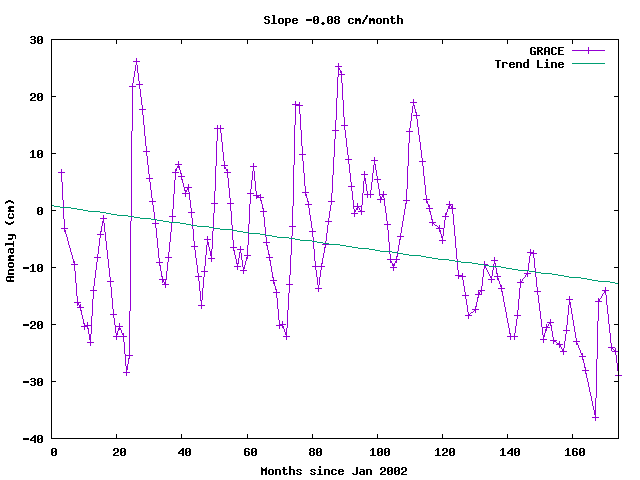 Slope -0.08 cm/month
30
20
10
0
-10
-20
-30
-40
Anomaly (cm)
GRACE
Trend Line
0 20 40 60 80 100 120 140 160
Months since Jan 2002